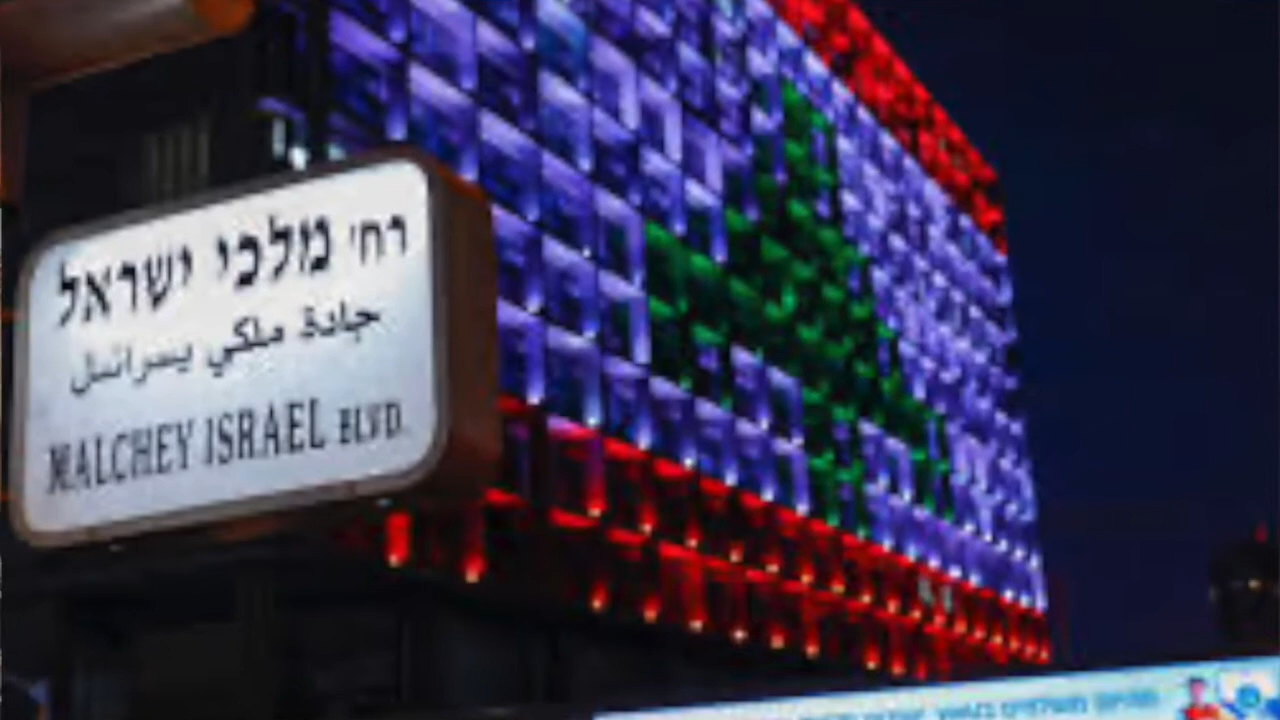 רח' מלכי ישראל
جادة ملكي يسرائيل
MALCHEY ISRAEL BLVD.